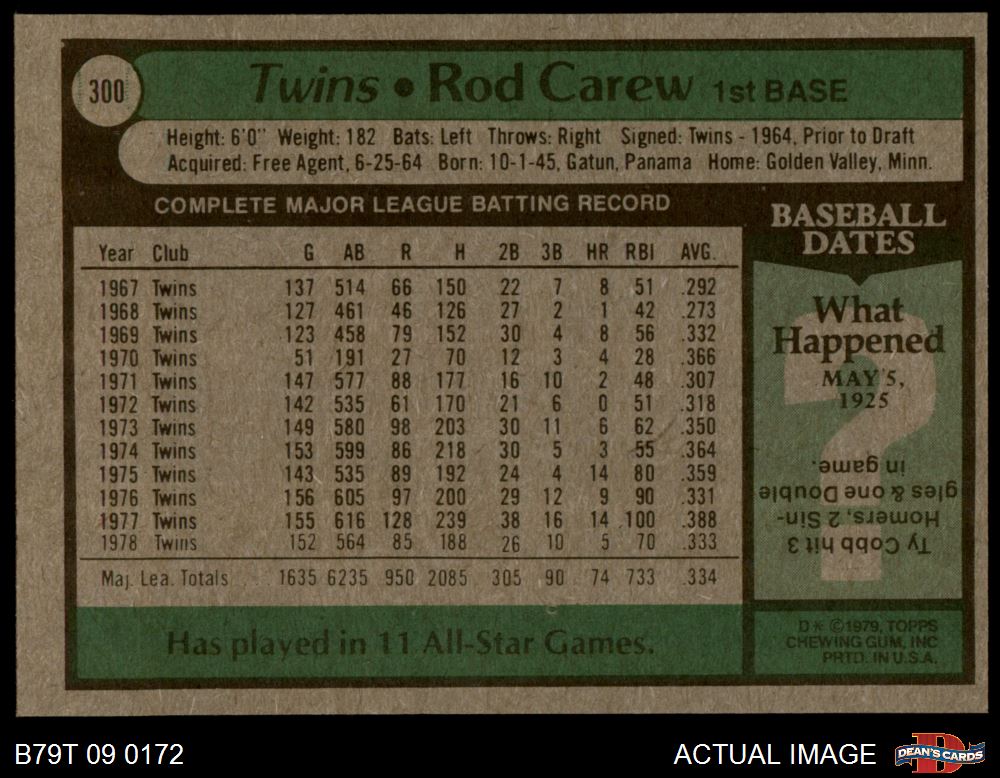 300
Twins • Rod Carew 1st BASE
Height: 6'0" Weight: 182 Bats: Left Throws: Right Signed: Twins - 1964, Prior to Draft
Acquired: Free Agent, 6-25-64 Born: 10-1-45, Gatun, Panama Home: Golden Valley, Minn.
COMPLETE MAJOR LEAGUE BATTING RECORD
Year Club G AB R H 2B 3B HR RBI AVG.
1967 Twins 137 514 66 150 22 7 8 51 .292
1968 Twins 127 461 46 126 27 2 1 42 .273
1969 Twins 123 458 79 152 30 4 8 56 .332
1970 Twins 51 191 27 70 12 3 4 28 .366
1971 Twins 147 577 88 177 16 10 2 48 .307
1972 Twins 142 535 61 170 21 6 0 51 .318
1973 Twins 149 580 98 203 30 11 6 62 .350
1974 Twins 153 599 86 218 30 5 3 55 .364
1975 Twins 143 535 89 192 24 4 14 80 .359
1976 Twins 156 605 97 200 29 12 9 90 .331
1977 Twins 155 616 128 239 38 16 14 100 .388
1978 Twins 152 564 85 188 26 10 5 70 .333
Maj. Lea. Totals 1635 6235 950 2085 305 90 74 733 .334
Has played in 11 All-Star Games.
BASEBALL
DATES
What
Happened
MAY 5,
1925
Ty Cobb hit 3
Homers, 2 Sin-
gles & one Double
in game.
D* ©1979, TOPPS
CHEWING GUM, INC
PRTD. IN U.S.A.
B79T 09 0172
ACTUAL IMAGE
DEAN'S CARDS